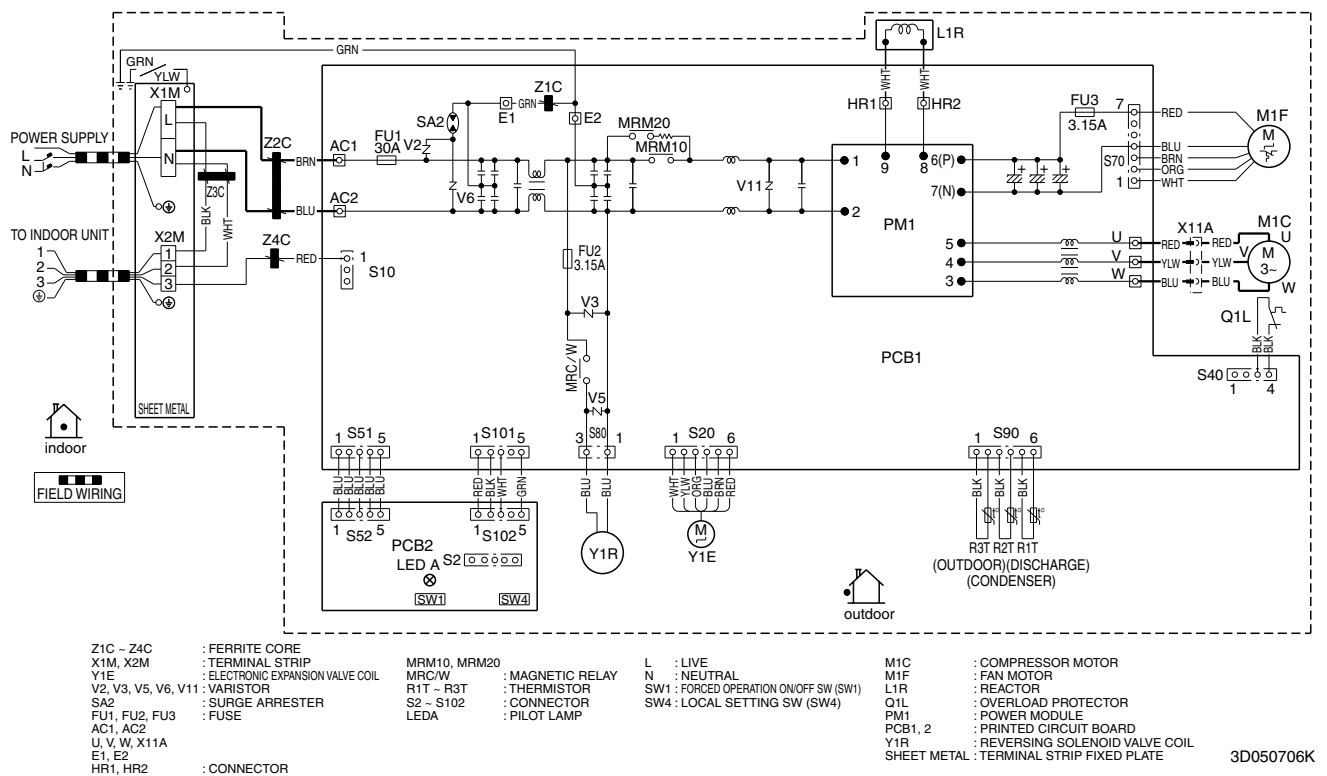 L1R
GRN
GRN
YLW
WHT
WHT
X1M
L
N
HR1
HR2
Z1C
E1
GRN
E2
SA2
FU3
3.15A
7
RED
M1F
M
POWER SUPPLY
L
N
Z2C
BRN
AC1
FU1
30A
V2
MRM20
MRM10
BLU
BRN
ORG
WHT
S70
1
1
9
8
6(P)
7(N)
Z3C
V6
V11
BLU
AC2
2
PM1
BLK
WHT
TO INDOOR UNIT
X2M
1
2
3
1
2
3
Z4C
RED
1
S10
FU2
3.15A
5
4
3
U
V
W
RED
YLW
BLU
X11A
RED
YLW
BLU
M1C
U
V
W
M
3~
V3
Q1L
MRC/W
PCB1
BLK
BLK
S40
1
4
V5
SHEET METAL
indoor
FIELD WIRING
1 S51 5
1 S101 5
3 S80 1
1 S20 6
1 S90 6
BLU
BLU
BLU
BLU
BLU
RED
BLK
WHT
GRN
BLU
BLU
WHT
YLW
ORG
BLU
BRN
RED
BLK
BLK
BLK
1 S52 5
1 S102 5
PCB2
LED A
S2
SW1
SW4
Y1R
M
Y1E
t°
t°
t°
R3T R2T R1T
(OUTDOOR)(DISCHARGE)
(CONDENSER)
outdoor
Z1C ~ Z4C : FERRITE CORE
X1M, X2M : TERMINAL STRIP
Y1E : ELECTRONIC EXPANSION VALVE COIL
V2, V3, V5, V6, V11 : VARISTOR
SA2 : SURGE ARRESTER
FU1, FU2, FU3 : FUSE
AC1, AC2
U, V, W, X11A
E1, E2
HR1, HR2 : CONNECTOR
MRM10, MRM20
MRC/W : MAGNETIC RELAY
R1T ~ R3T : THERMISTOR
S2 ~ S102 : CONNECTOR
LEDA : PILOT LAMP
L : LIVE
N : NEUTRAL
SW1 : FORCED OPERATION ON/OFF SW (SW1)
SW4 : LOCAL SETTING SW (SW4)
M1C : COMPRESSOR MOTOR
M1F : FAN MOTOR
L1R : REACTOR
Q1L : OVERLOAD PROTECTOR
PM1 : POWER MODULE
PCB1, 2 : PRINTED CIRCUIT BOARD
Y1R : REVERSING SOLENOID VALVE COIL
SHEET METAL : TERMINAL STRIP FIXED PLATE
3D050706K